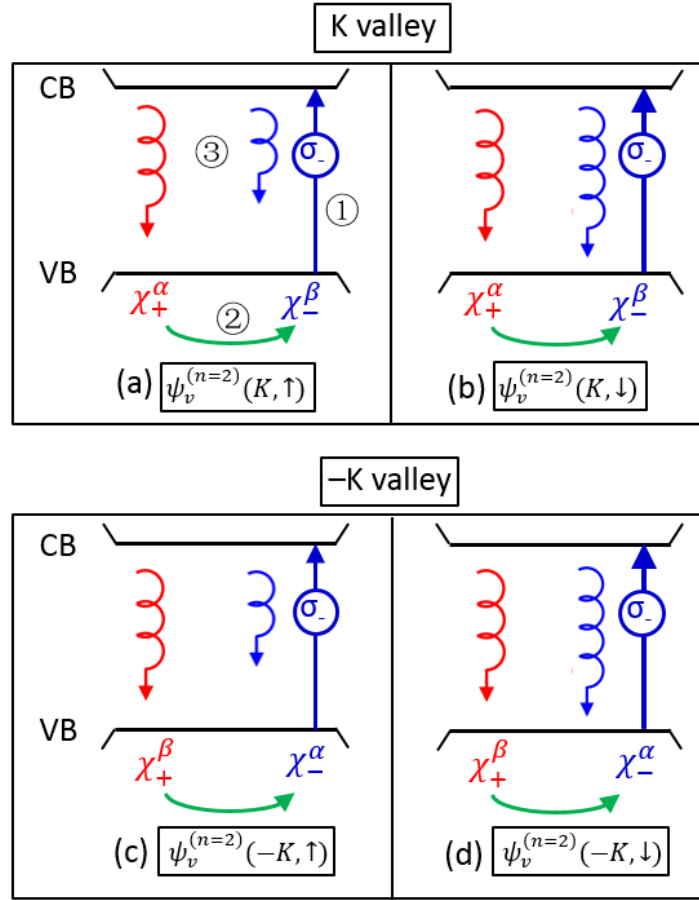 K valley
CB
③
σ₋
①
σ₋
VB
χ₊^α
②
χ₋^β
χ₊^α
χ₋^β
(a) ψ_v^(n=2)(K,↑)
(b) ψ_v^(n=2)(K,↓)
–K valley
CB
σ₋
σ₋
VB
χ₊^β
χ₋^α
χ₊^β
χ₋^α
(c) ψ_v^(n=2)(−K,↑)
(d) ψ_v^(n=2)(−K,↓)